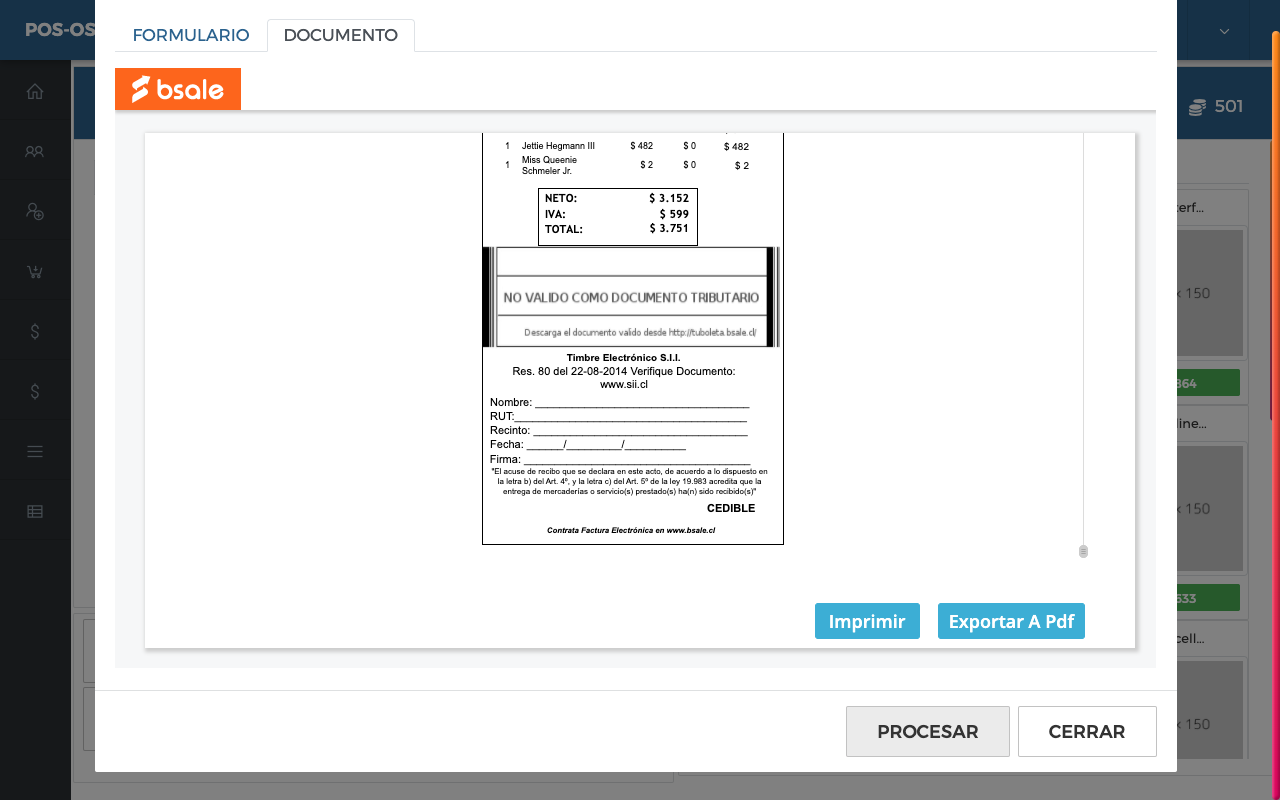 POS-OS
FORMULARIO
DOCUMENTO
bsale
501
1 Jettie Hegmann III $ 482 $ 0 $ 482
1 Miss Queenie Schmeler Jr. $ 2 $ 0 $ 2
NETO: $ 3.152
IVA: $ 599
TOTAL: $ 3.751
NO VALIDO COMO DOCUMENTO TRIBUTARIO
Descarga el documento valido desde http://tuboleta.bsale.cl/
Timbre Electrónico S.I.I.
Res. 80 del 22-08-2014 Verifique Documento:
www.sii.cl
Nombre: ___________________________________
RUT:______________________________________
Recinto: ___________________________________
Fecha: ______/_________/__________
Firma: _____________________________________
"El acuse de recibo que se declara en este acto, de acuerdo a lo dispuesto en
la letra b) del Art. 4º, y la letra c) del Art. 5º de la ley 19.983 acredita que la
entrega de mercaderías o servicio(s) prestado(s) ha(n) sido recibido(s)"
CEDIBLE
Contrata Factura Electrónica en www.bsale.cl
Imprimir
Exportar A Pdf
PROCESAR
CERRAR
terf...
x 150
864
line...
x 150
633
cell...
x 150